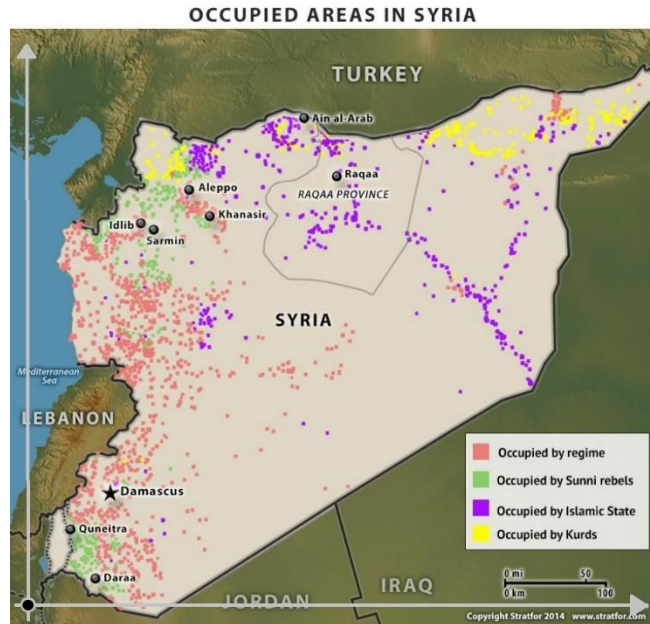 OCCUPIED AREAS IN SYRIA
TURKEY
Ain al-Arab
Raqaa
RAQAA PROVINCE
Aleppo
Khanasir
Idlib
Sarmin
SYRIA
Mediterranean
Sea
LEBANON
Damascus
Quneitra
Daraa
Occupied by regime
Occupied by Sunni rebels
Occupied by Islamic State
Occupied by Kurds
0 mi 50
0 km 100
IRAQ
JORDAN
Copyright Stratfor 2014 www.stratfor.com